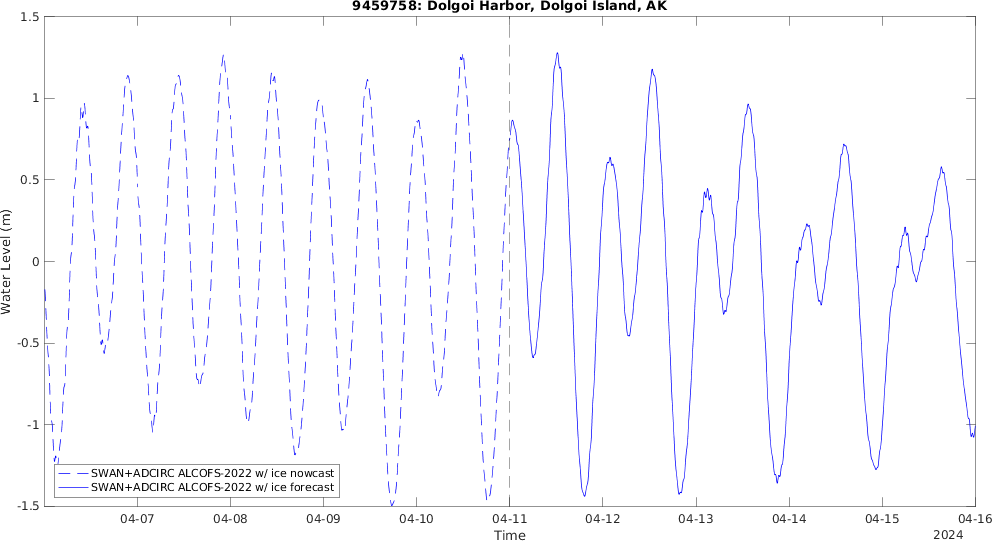 9459758: Dolgoi Harbor, Dolgoi Island, AK
1.5
1
0.5
0
-0.5
-1
-1.5
Water Level (m)
SWAN+ADCIRC ALCOFS-2022 w/ ice nowcast
SWAN+ADCIRC ALCOFS-2022 w/ ice forecast
04-07 04-08 04-09 04-10 04-11 04-12 04-13 04-14 04-15 04-16
Time
2024